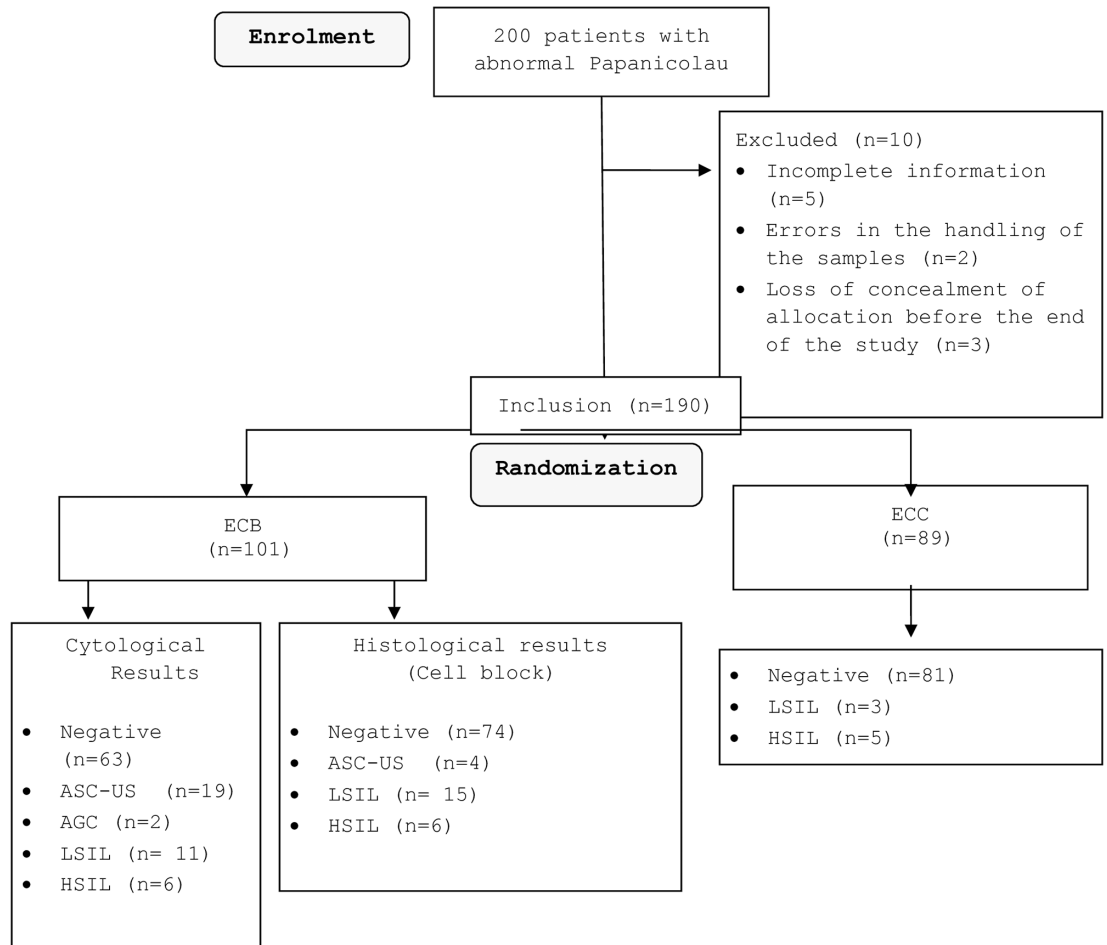 Enrolment
200 patients with
abnormal Papanicolau
Excluded (n=10)
• Incomplete information
(n=5)
• Errors in the handling of
the samples (n=2)
• Loss of concealment of
allocation before the end
of the study (n=3)
Inclusion (n=190)
Randomization
ECB
(n=101)
ECC
(n=89)
Cytological
Results
• Negative
(n=63)
• ASC-US (n=19)
• AGC (n=2)
• LSIL (n= 11)
• HSIL (n=6)
Histological results
(Cell block)
• Negative (n=74)
• ASC-US (n=4)
• LSIL (n= 15)
• HSIL (n=6)
• Negative (n=81)
• LSIL (n=3)
• HSIL (n=5)